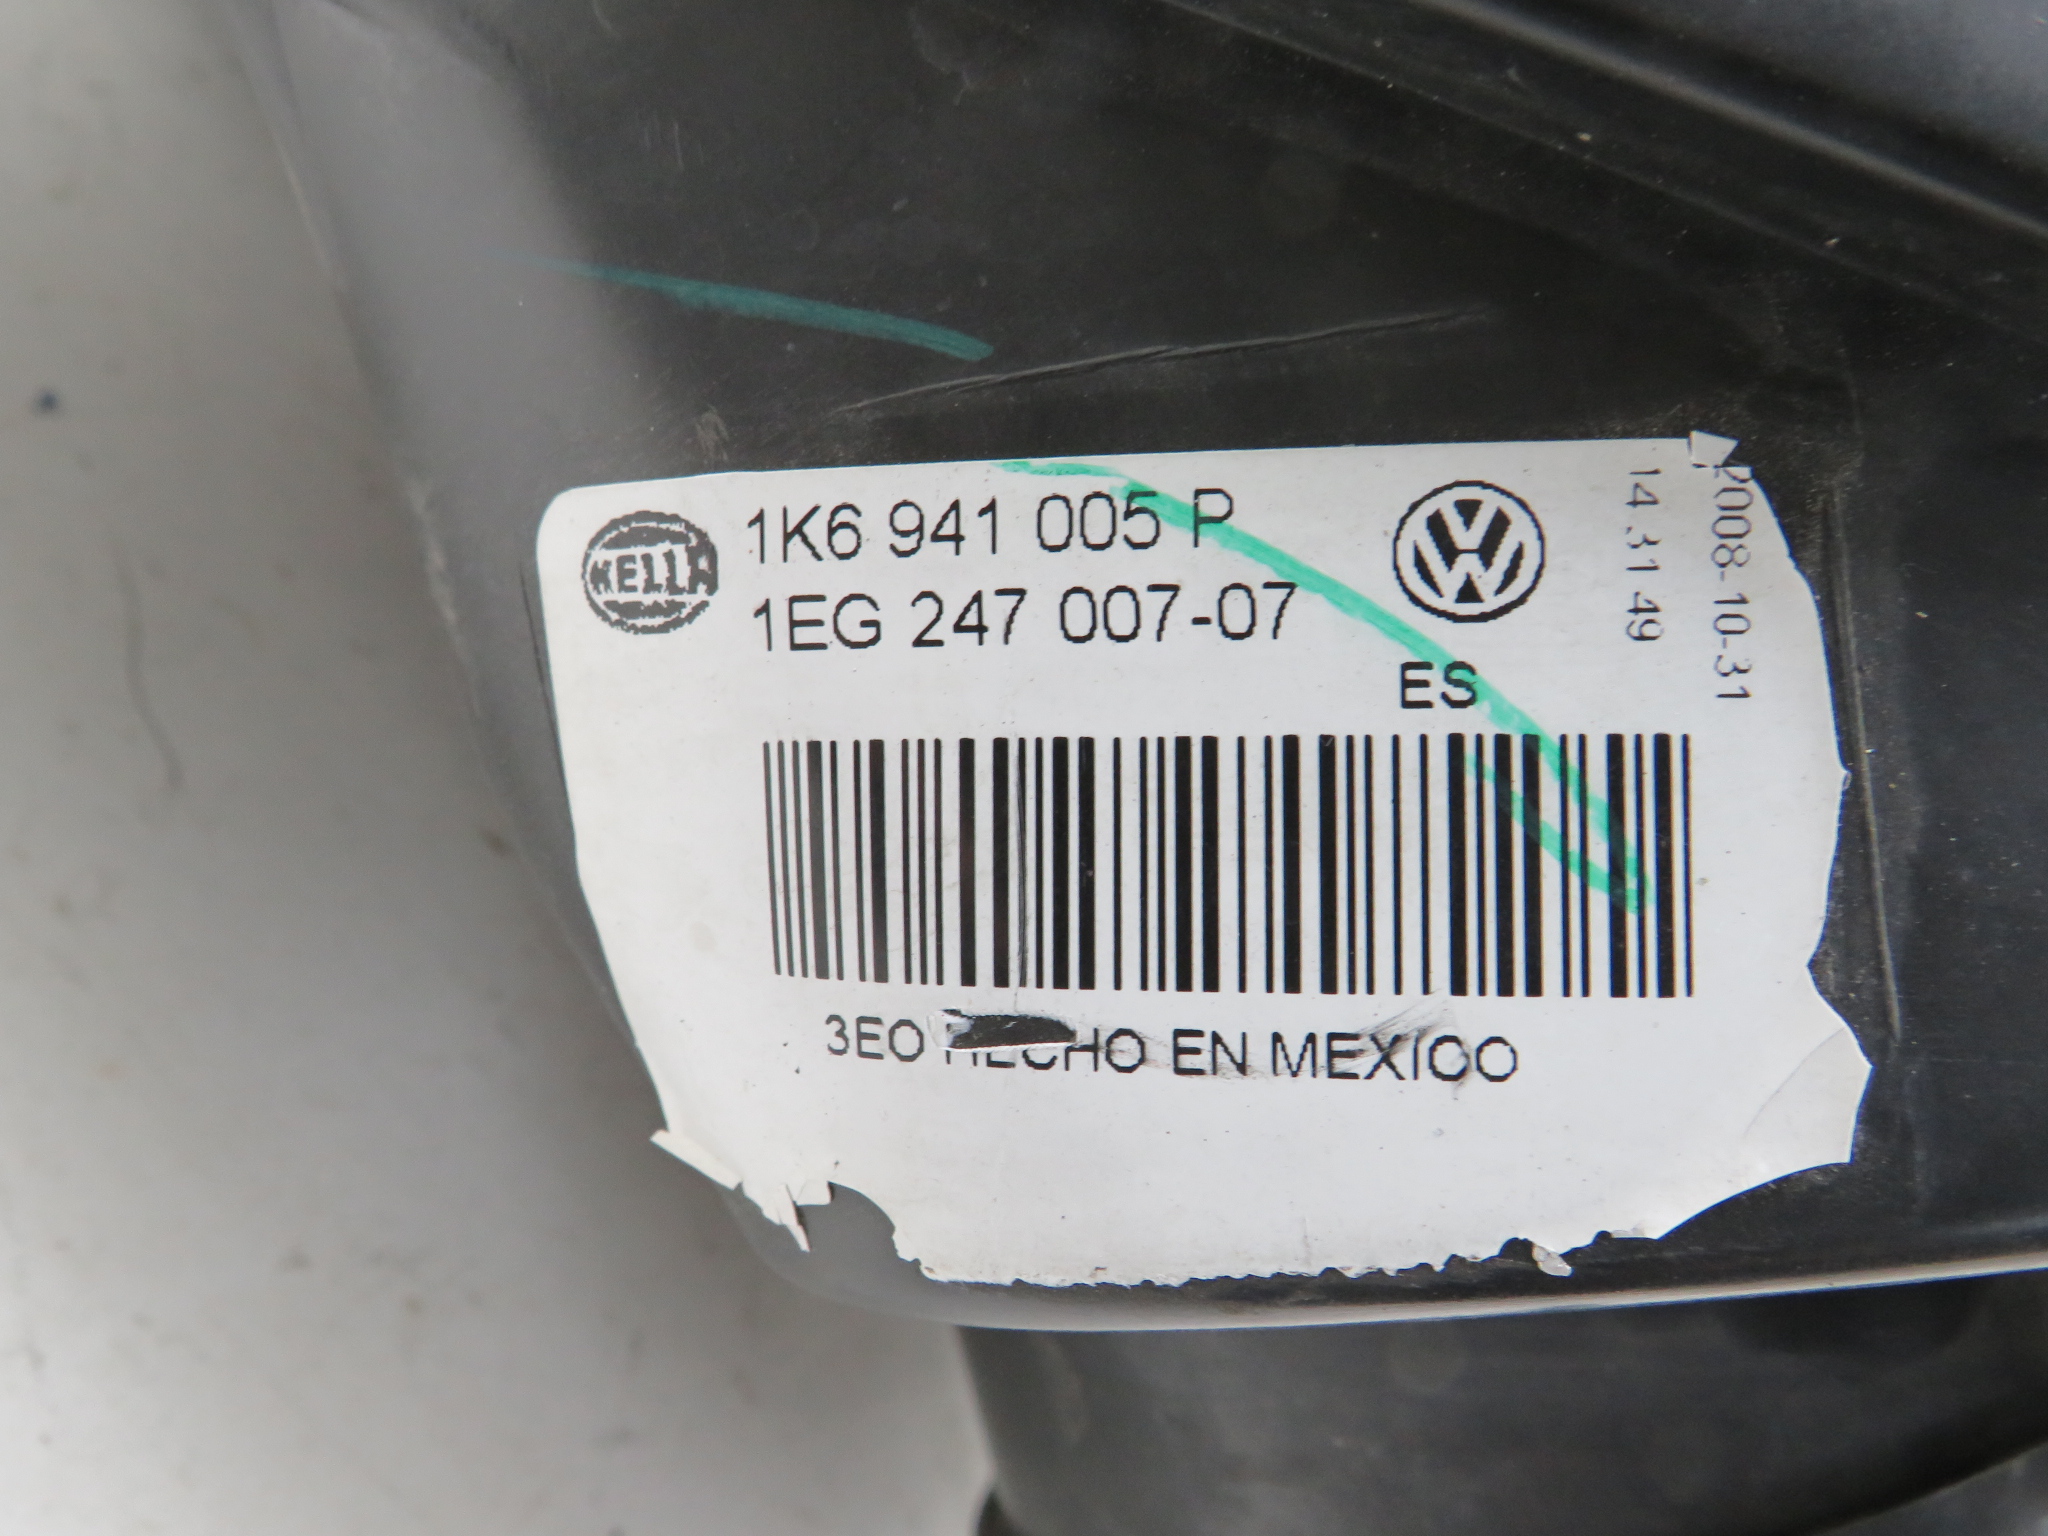 HELLA
1K6 941 005 P
1EG 247 007-07
ES
14 31 49
2008-10-31
3EO HECHO EN MEXICO